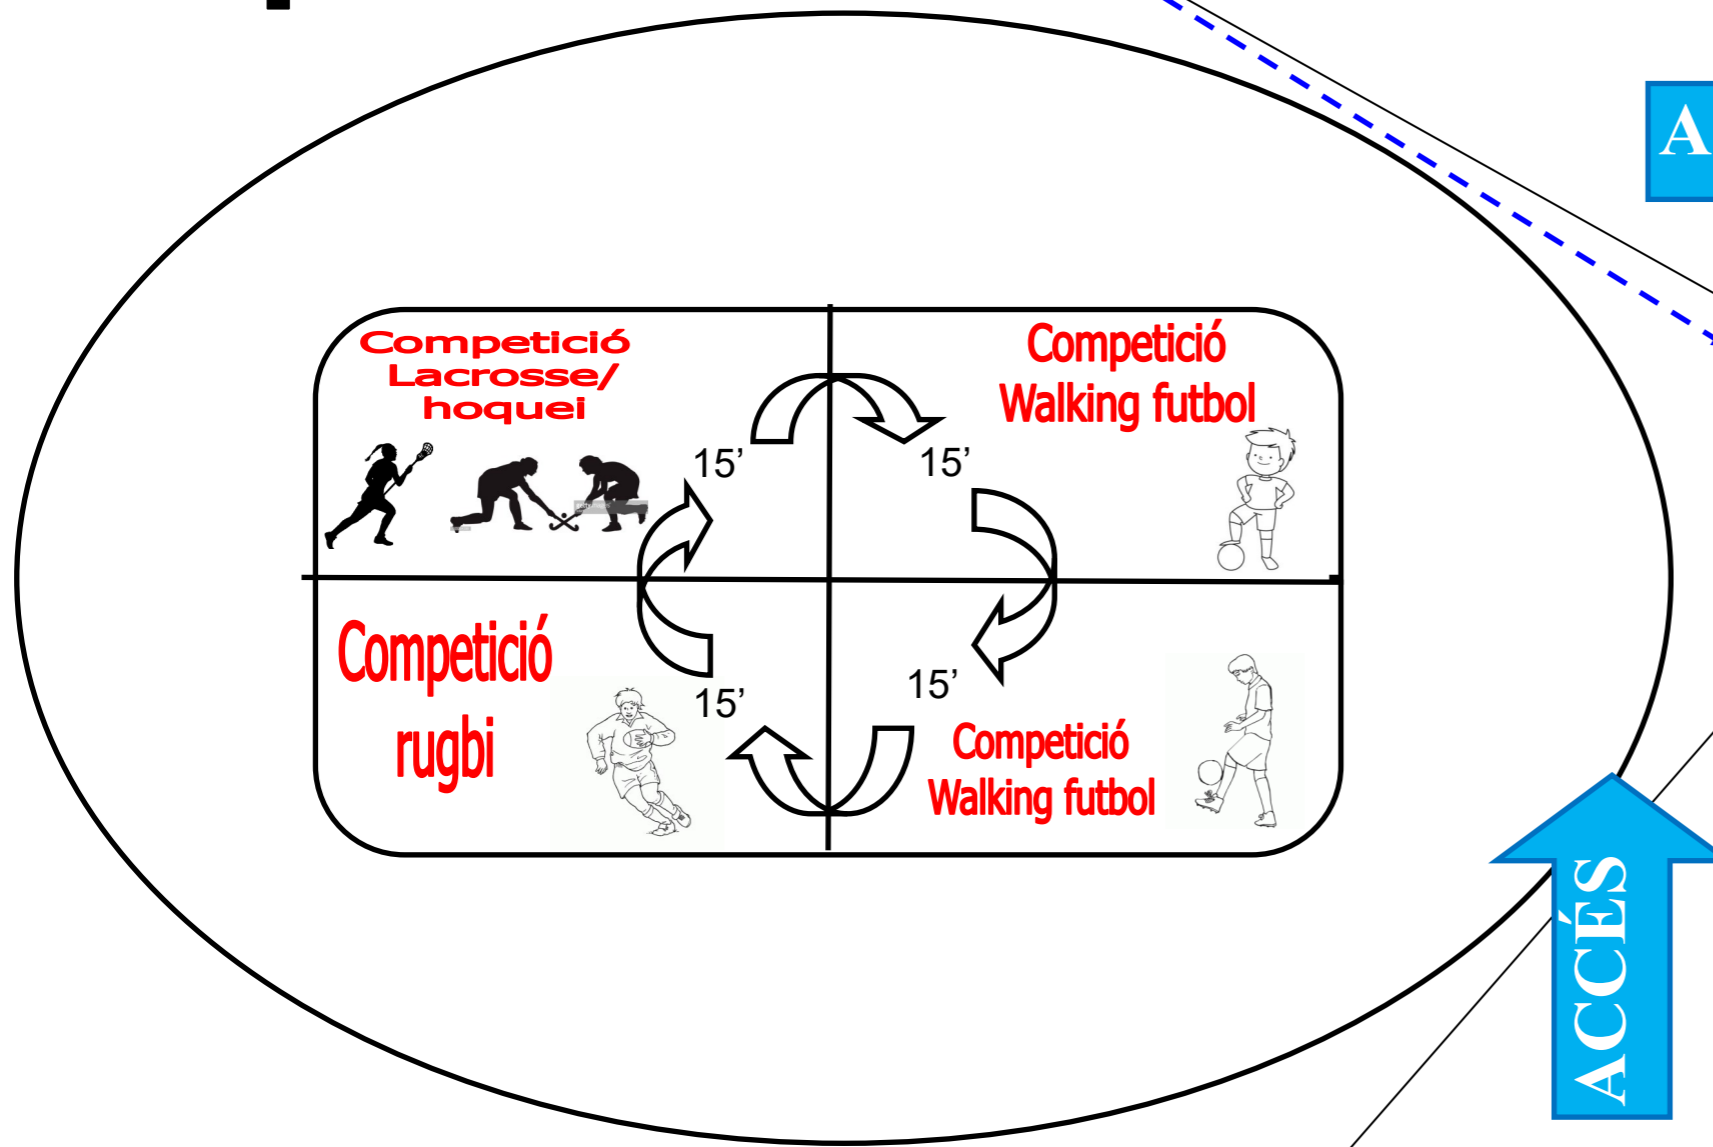 A
Competició
Lacrosse/
hoquei
Competició
Walking futbol
15’
15’
Competició
rugbi
15’
15’
Competició
Walking futbol
ACCÉS